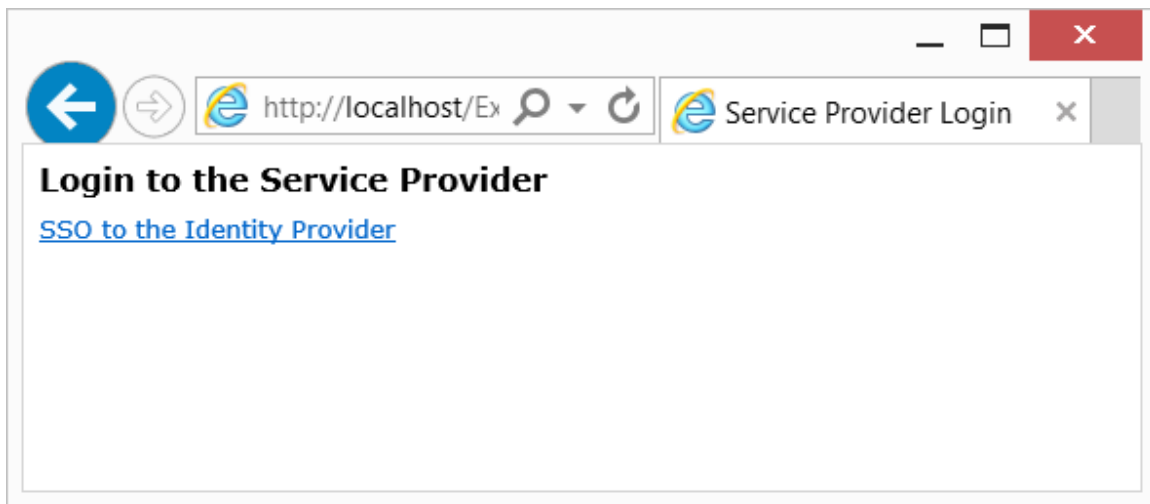 http://localhost/Ex
Service Provider Login
Login to the Service Provider
SSO to the Identity Provider